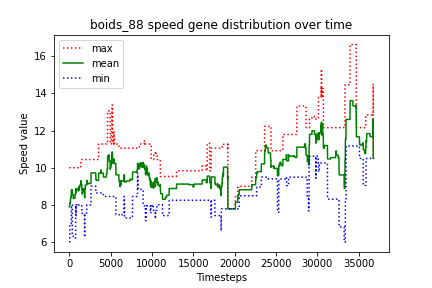 boids_88 speed gene distribution over time
max
mean
min
Speed value
16
14
12
10
8
6
0
5000
10000
15000
20000
25000
30000
35000
Timesteps